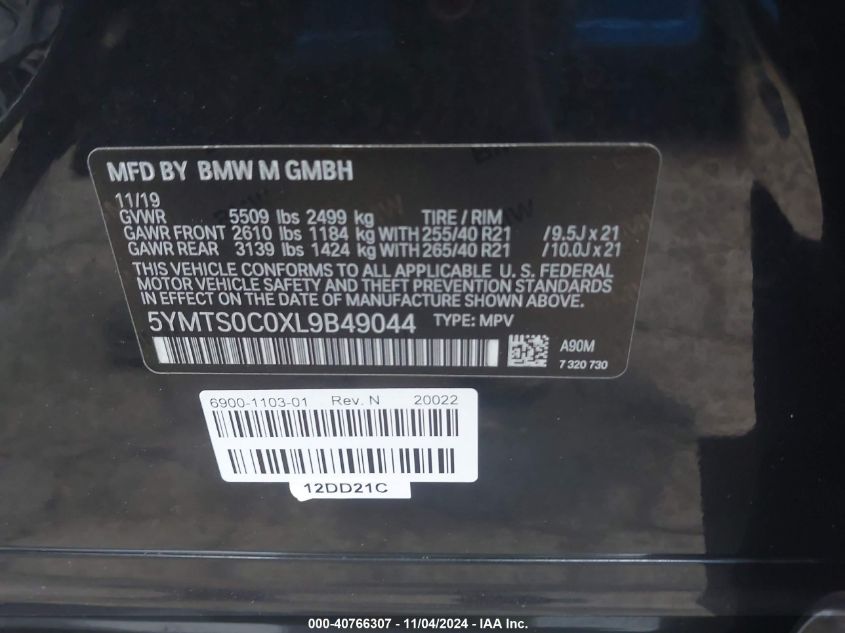 MFD BY BMW M GMBH
11/19
GVWR 5509 lbs 2499 kg TIRE / RIM
GAWR FRONT 2610 lbs 1184 kg WITH 255/40 R21 /9.5J x 21
GAWR REAR 3139 lbs 1424 kg WITH 265/40 R21 /10.0J x 21
THIS VEHICLE CONFORMS TO ALL APPLICABLE U. S. FEDERAL
MOTOR VEHICLE SAFETY AND THEFT PREVENTION STANDARDS
IN EFFECT ON THE DATE OF MANUFACTURE SHOWN ABOVE.
5YMTS0C0XL9B49044 TYPE: MPV
A90M
7 320 730
6900-1103-01 Rev. N 20022
12DD21C
000-40766307 - 11/04/2024 - IAA Inc.